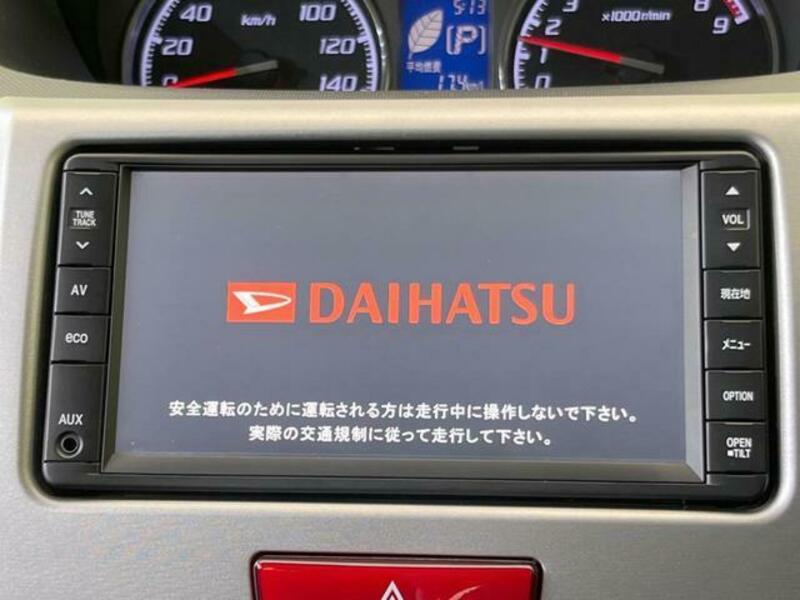 40
100
5:13
3
×1000r/min
8
20
km/h
120
P
2
9
平均燃費
1
0
140
17.4km/L
0
TUNE
TRACK
AV
eco
AUX
DAIHATSU
安全運転のために運転される方は走行中に操作しないで下さい。
実際の交通規制に従って走行して下さい。
VOL
現在地
メニュー
OPTION
OPEN
■TILT